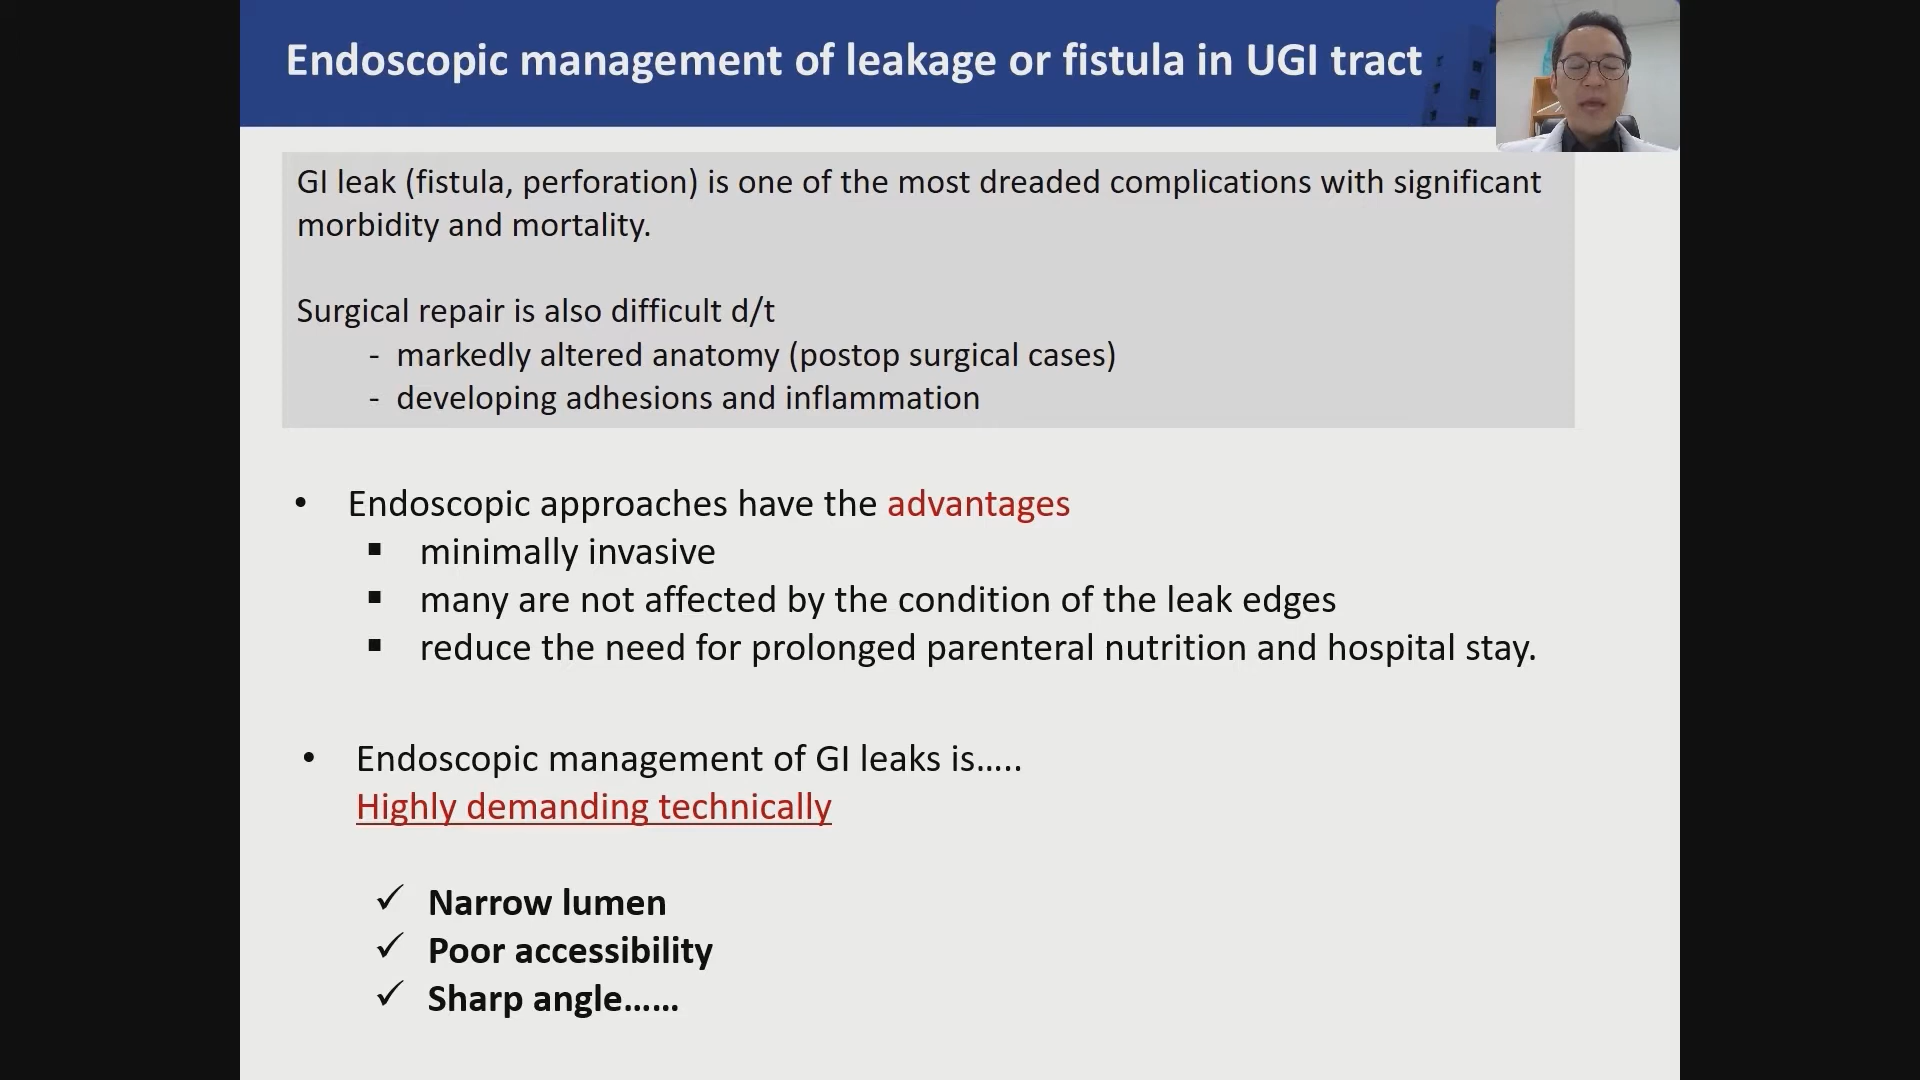 Endoscopic management of leakage or fistula in UGI tract
GI leak (fistula, perforation) is one of the most dreaded complications with significant
morbidity and mortality.
Surgical repair is also difficult d/t
- markedly altered anatomy (postop surgical cases)
- developing adhesions and inflammation
• Endoscopic approaches have the advantages
▪ minimally invasive
▪ many are not affected by the condition of the leak edges
▪ reduce the need for prolonged parenteral nutrition and hospital stay.
• Endoscopic management of GI leaks is.....
Highly demanding technically
✓ Narrow lumen
✓ Poor accessibility
✓ Sharp angle......